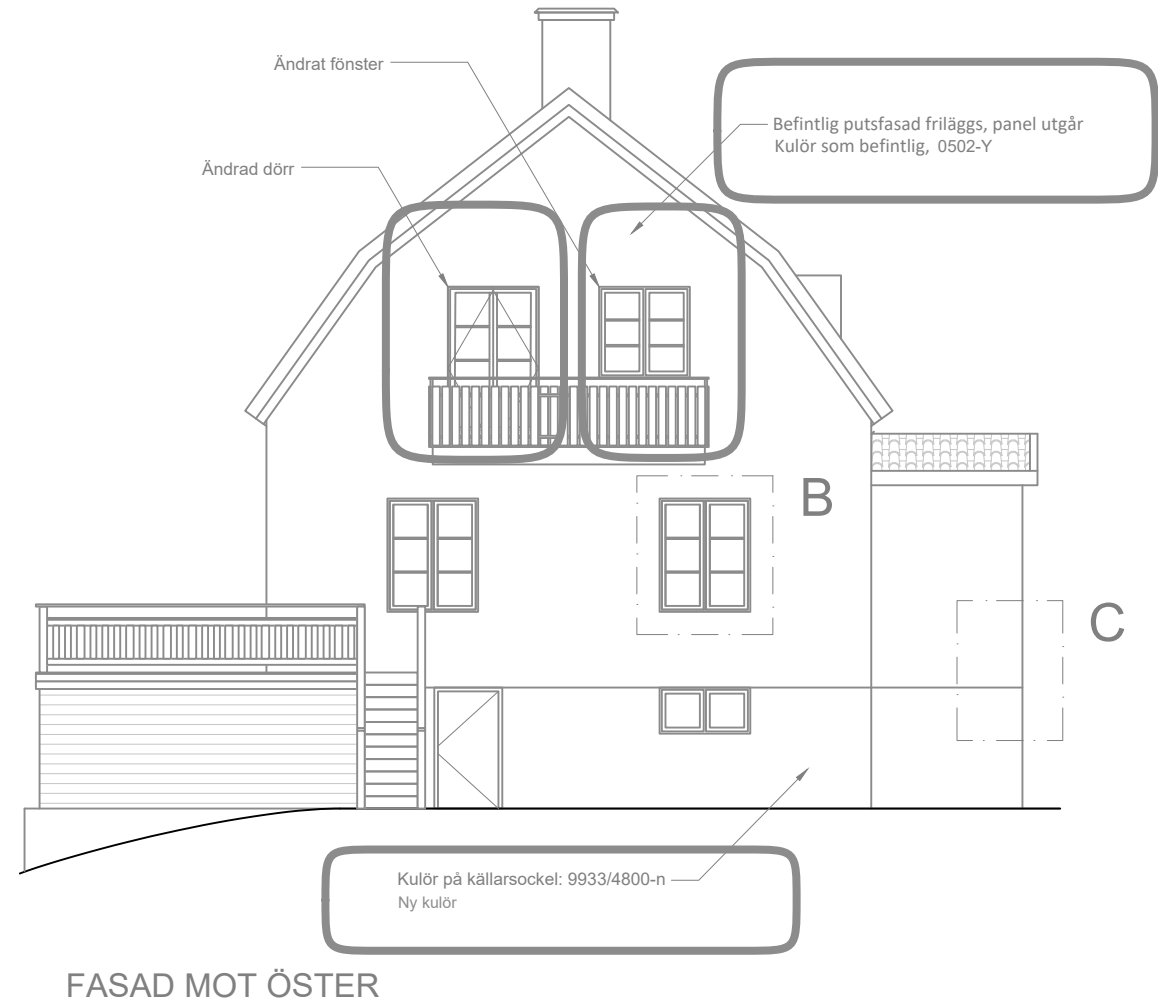 Ändrat fönster
Befintlig putsfasad friläggs, panel utgår
Kulör som befintlig, 0502-Y
Ändrad dörr
B
C
Kulör på källarsockel: 9933/4800-n
Ny kulör
FASAD MOT ÖSTER